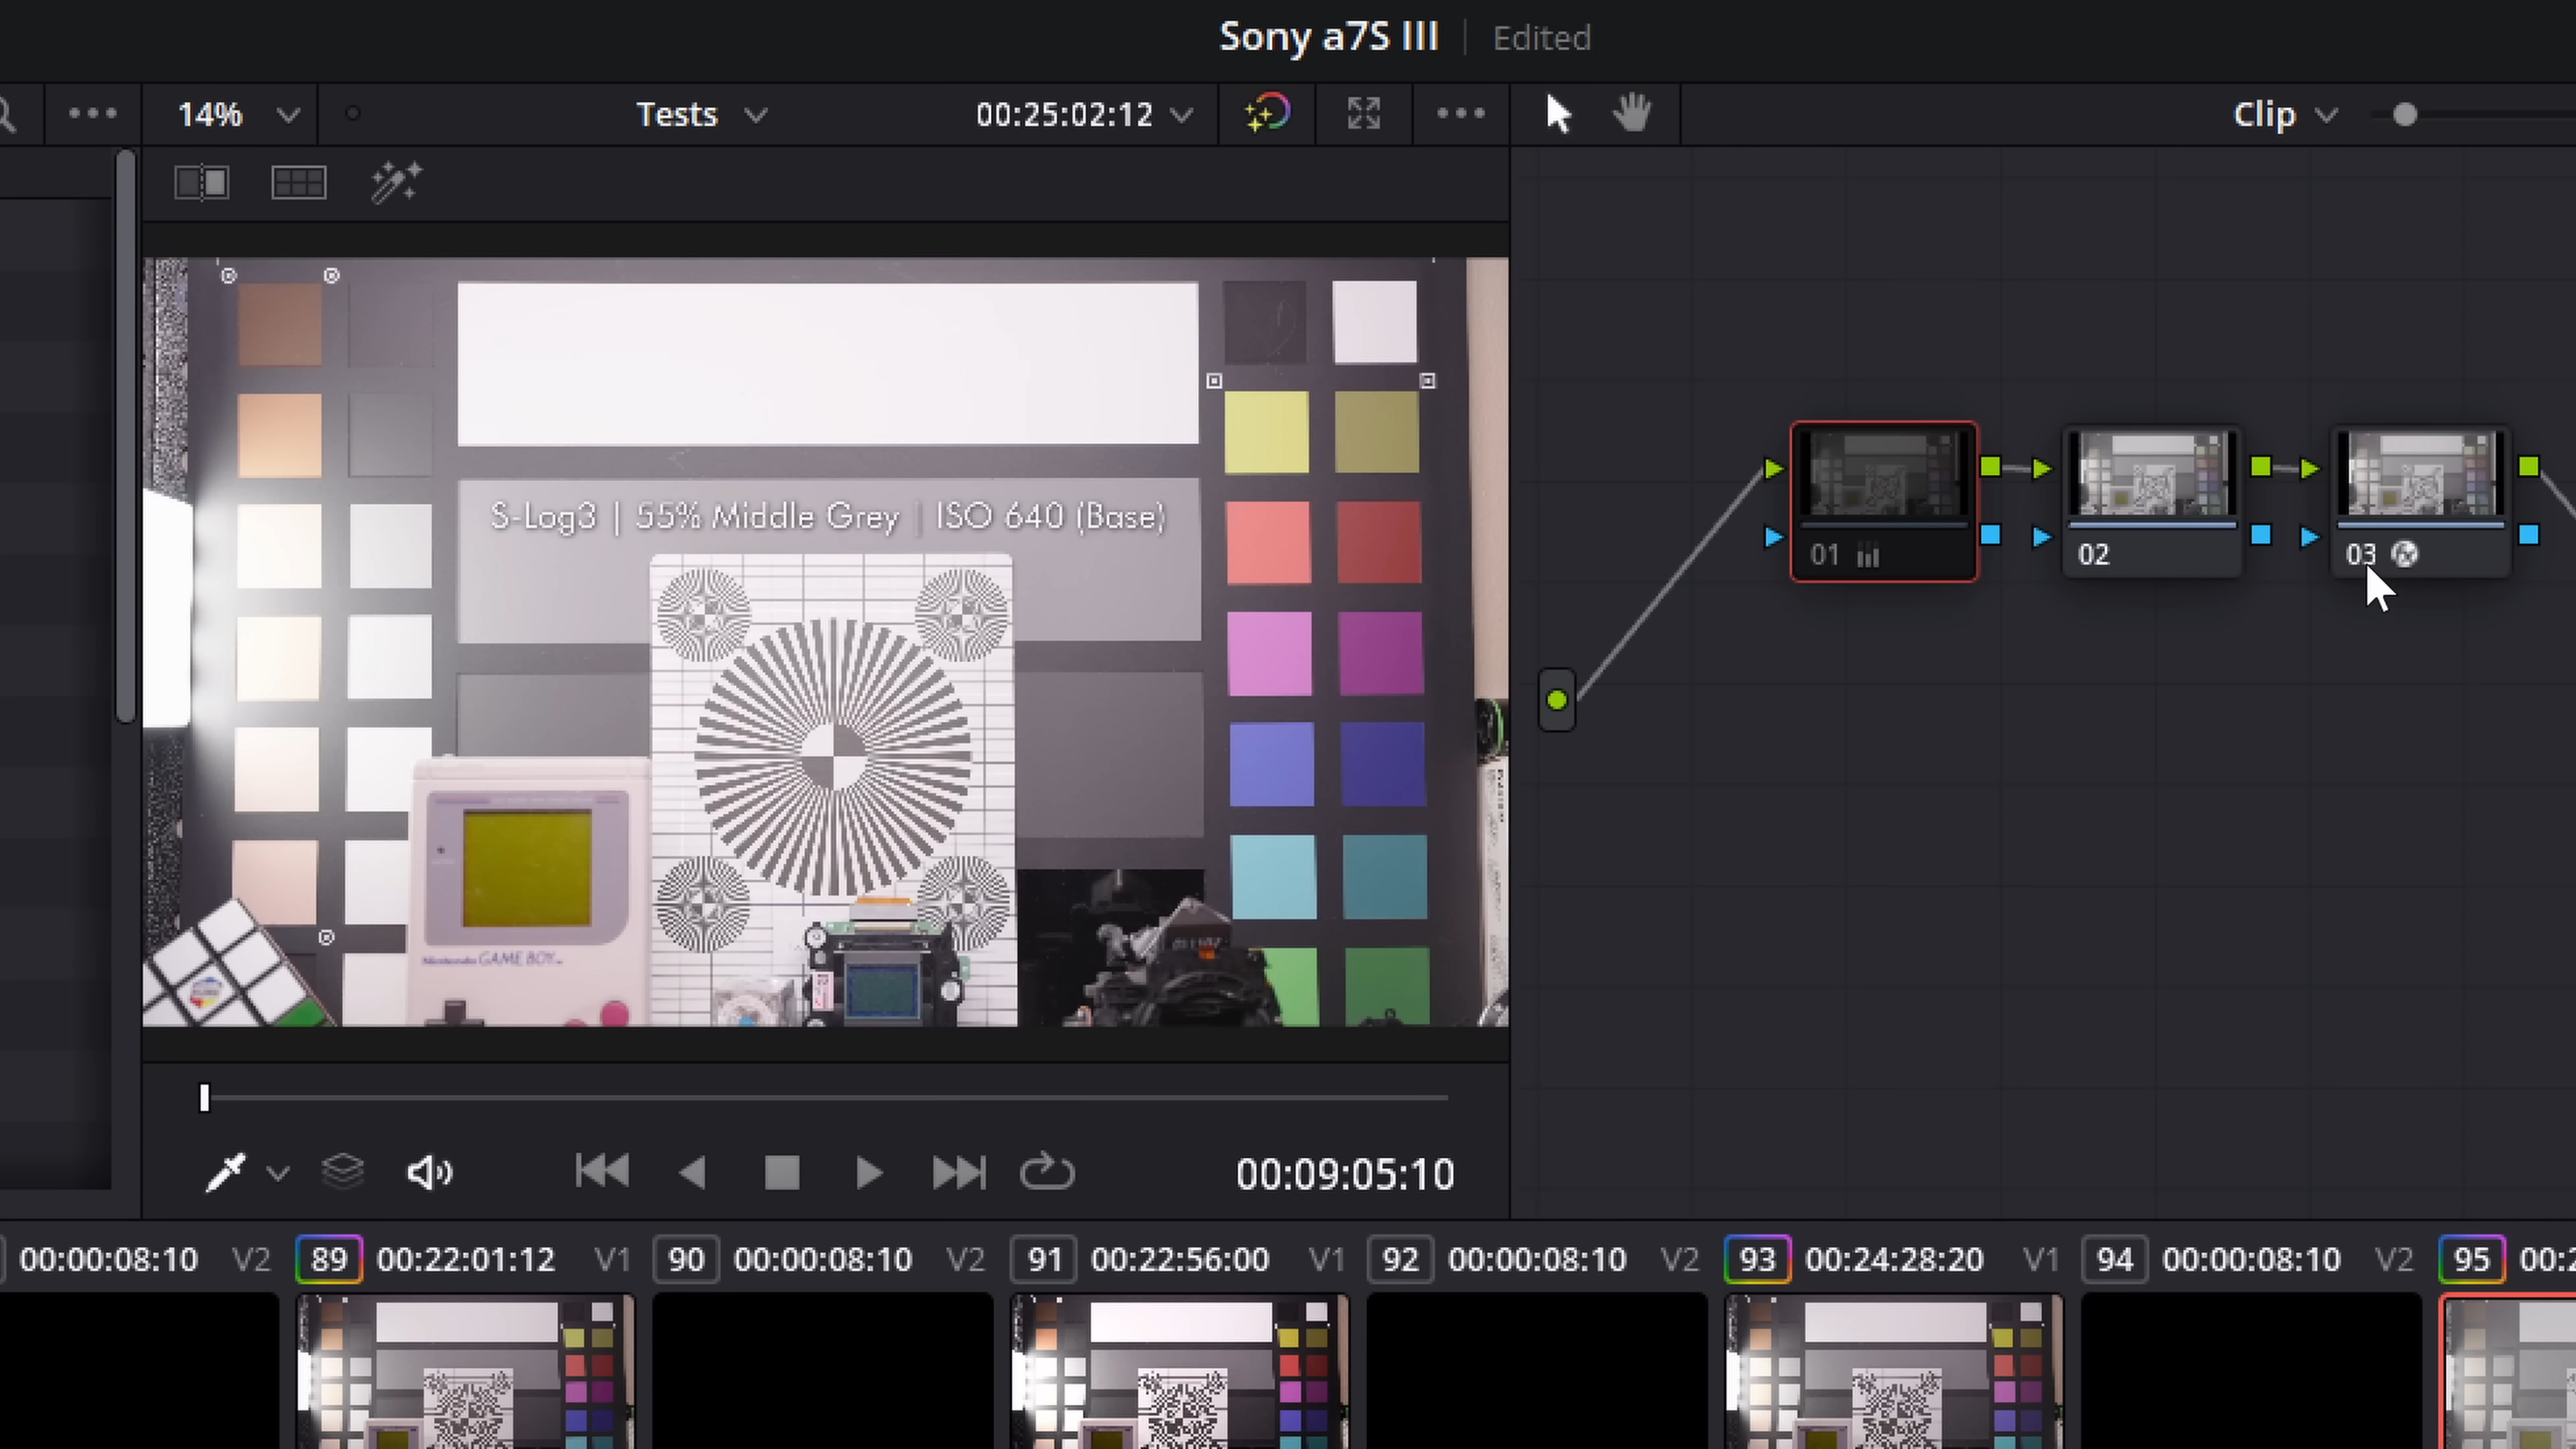 Sony a7S III Edited
14% Tests 00:25:02:12 Clip
S-Log3 | 55% Middle Grey | ISO 640 (Base)
01 02 03
Nintendo GAME BOY
00:09:05:10
00:00:08:10 V2 89 00:22:01:12 V1 90 00:00:08:10 V2 91 00:22:56:00 V1 92 00:00:08:10 V2 93 00:24:28:20 V1 94 00:00:08:10 V2 95